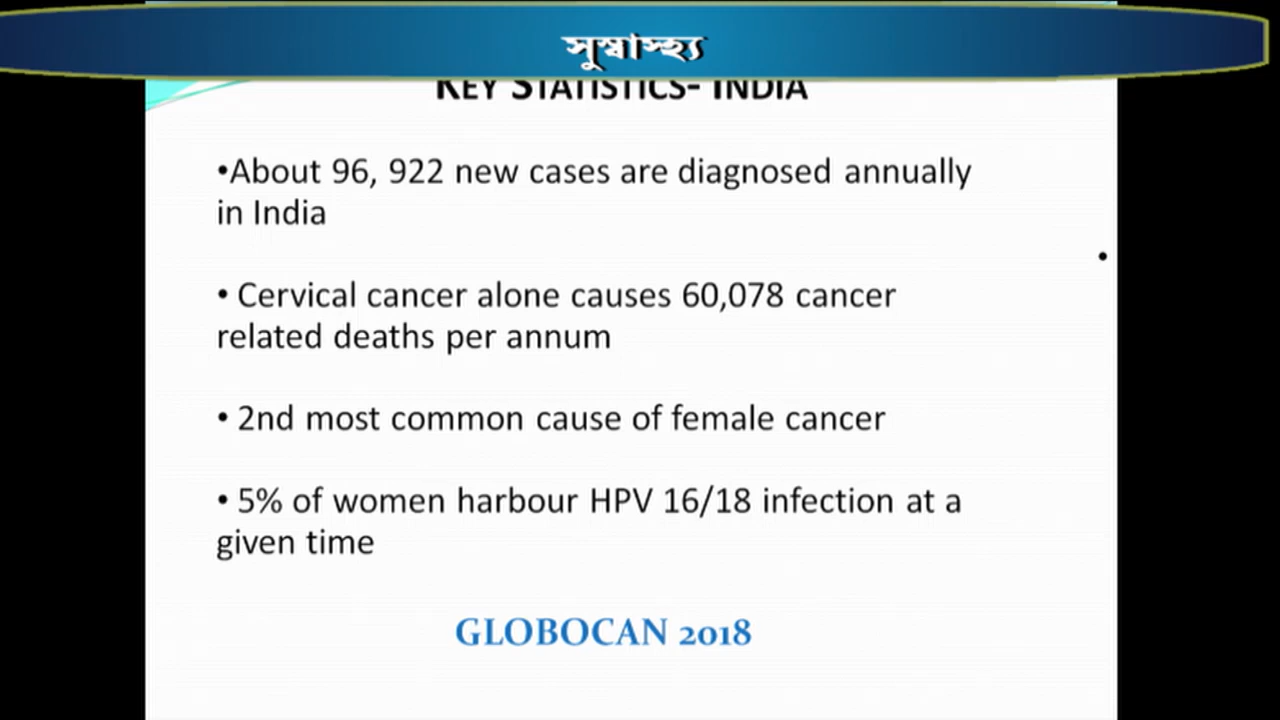 সুস্বাস্হ্য
KEY STATISTICS- INDIA
•About 96, 922 new cases are diagnosed annually
in India
• Cervical cancer alone causes 60,078 cancer
related deaths per annum
• 2nd most common cause of female cancer
• 5% of women harbour HPV 16/18 infection at a
given time
GLOBOCAN 2018